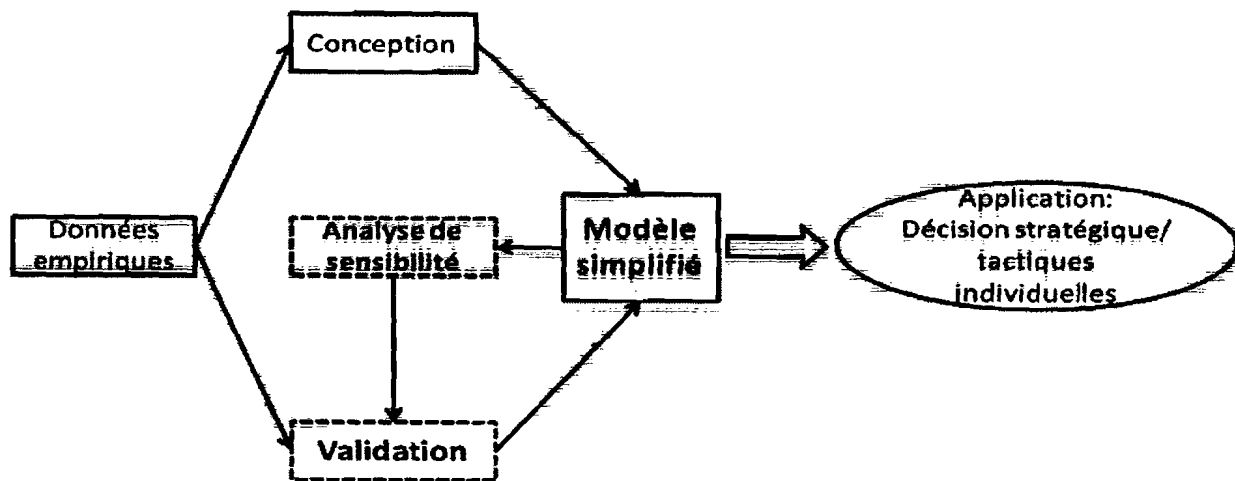 Conception
Données
empiriques
Analyse de
sensibilité
Modèle
simplifié
Application:
Décision stratégique/
tactiques
individuelles
Validation